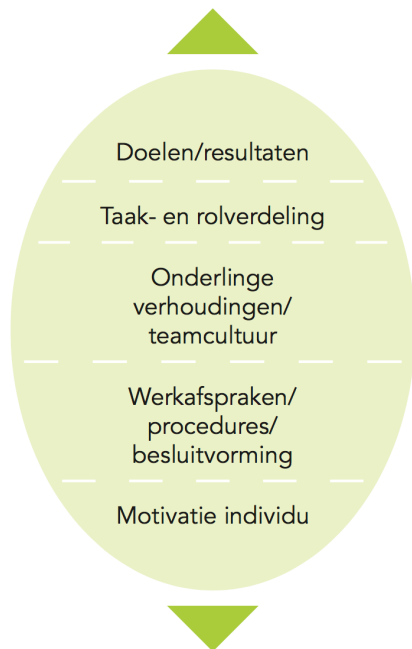 Doelen/resultaten
Taak- en rolverdeling
Onderlinge
verhoudingen/
teamcultuur
Werkafspraken/
procedures/
besluitvorming
Motivatie individu